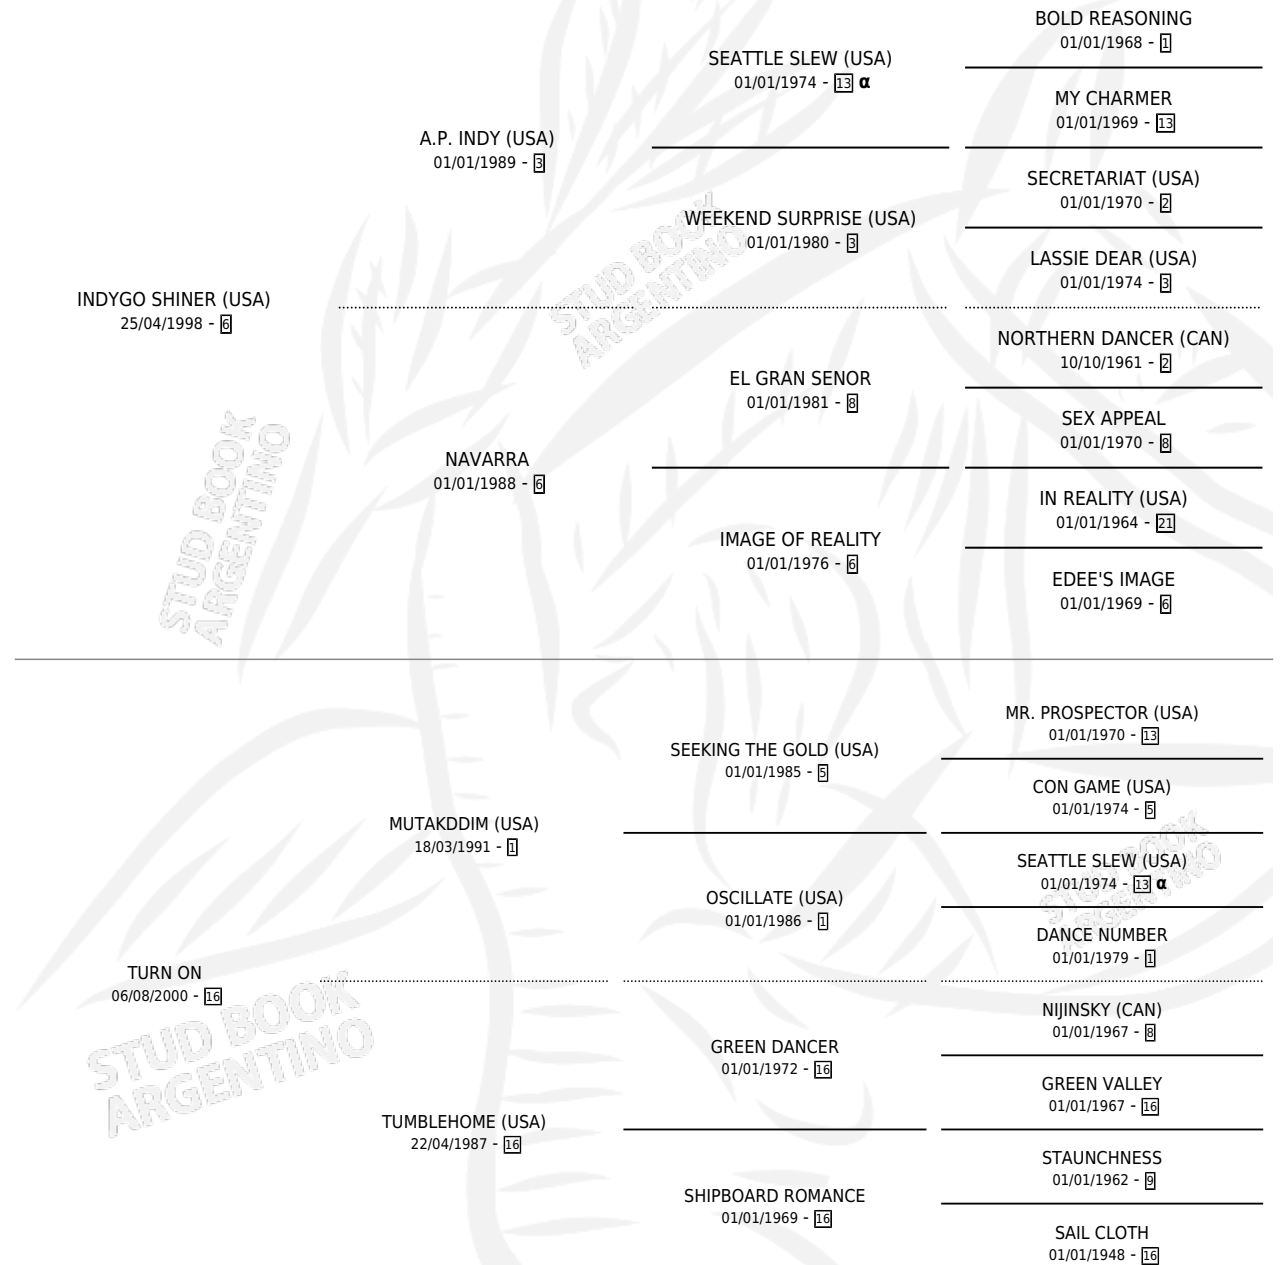 BOLD REASONING
01/01/1968 - 1
SEATTLE SLEW (USA)
01/01/1974 - 13 α
MY CHARMER
01/01/1969 - 13
A.P. INDY (USA)
01/01/1989 - 3
SECRETARIAT (USA)
01/01/1970 - 2
WEEKEND SURPRISE (USA)
01/01/1980 - 3
LASSIE DEAR (USA)
01/01/1974 - 3
STUD BOOK
ARGENTINO
INDYGO SHINER (USA)
25/04/1998 - 6
NORTHERN DANCER (CAN)
10/10/1961 - 2
EL GRAN SENOR
01/01/1981 - 8
SEX APPEAL
01/01/1970 - 8
NAVARRA
01/01/1988 - 6
IN REALITY (USA)
01/01/1964 - 21
IMAGE OF REALITY
01/01/1976 - 6
EDEE'S IMAGE
01/01/1969 - 6
STUD BOOK
ARGENTINO
MR. PROSPECTOR (USA)
01/01/1970 - 13
SEEKING THE GOLD (USA)
01/01/1985 - 5
CON GAME (USA)
01/01/1974 - 5
MUTAKDDIM (USA)
18/03/1991 - 1
SEATTLE SLEW (USA)
01/01/1974 - 13 α
OSCILLATE (USA)
01/01/1986 - 1
DANCE NUMBER
01/01/1979 - 1
STUD BOOK
ARGENTINO
TURN ON
06/08/2000 - 16
NIJINSKY (CAN)
01/01/1967 - 8
GREEN DANCER
01/01/1972 - 16
GREEN VALLEY
01/01/1967 - 16
STUD BOOK
ARGENTINO
TUMBLEHOME (USA)
22/04/1987 - 16
STAUNCHNESS
01/01/1962 - 9
SHIPBOARD ROMANCE
01/01/1969 - 16
SAIL CLOTH
01/01/1948 - 16